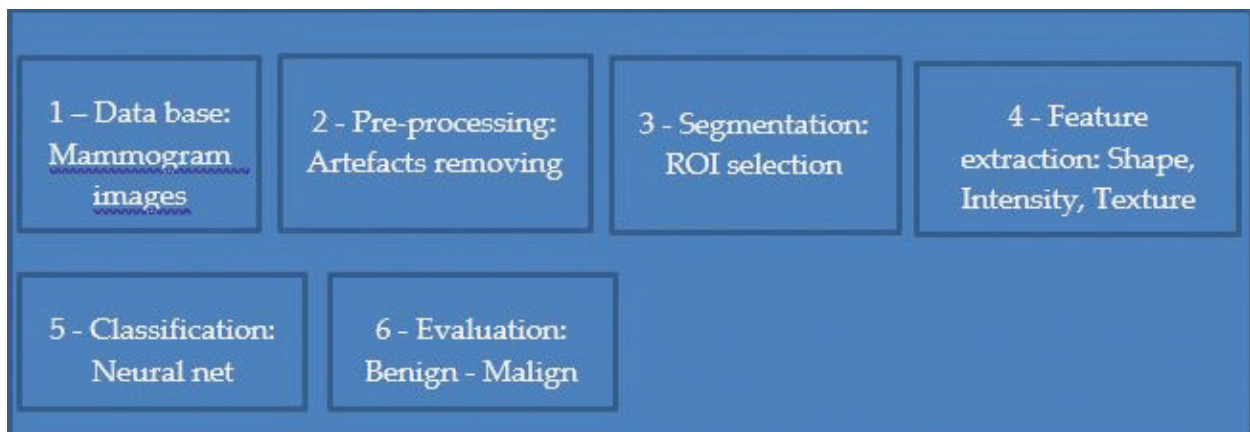 1 – Data base:
Mammogram
images
2 - Pre-processing:
Artefacts removing
3 - Segmentation:
ROI selection
4 - Feature
extraction: Shape,
Intensity, Texture
5 - Classification:
Neural net
6 - Evaluation:
Benign - Malign